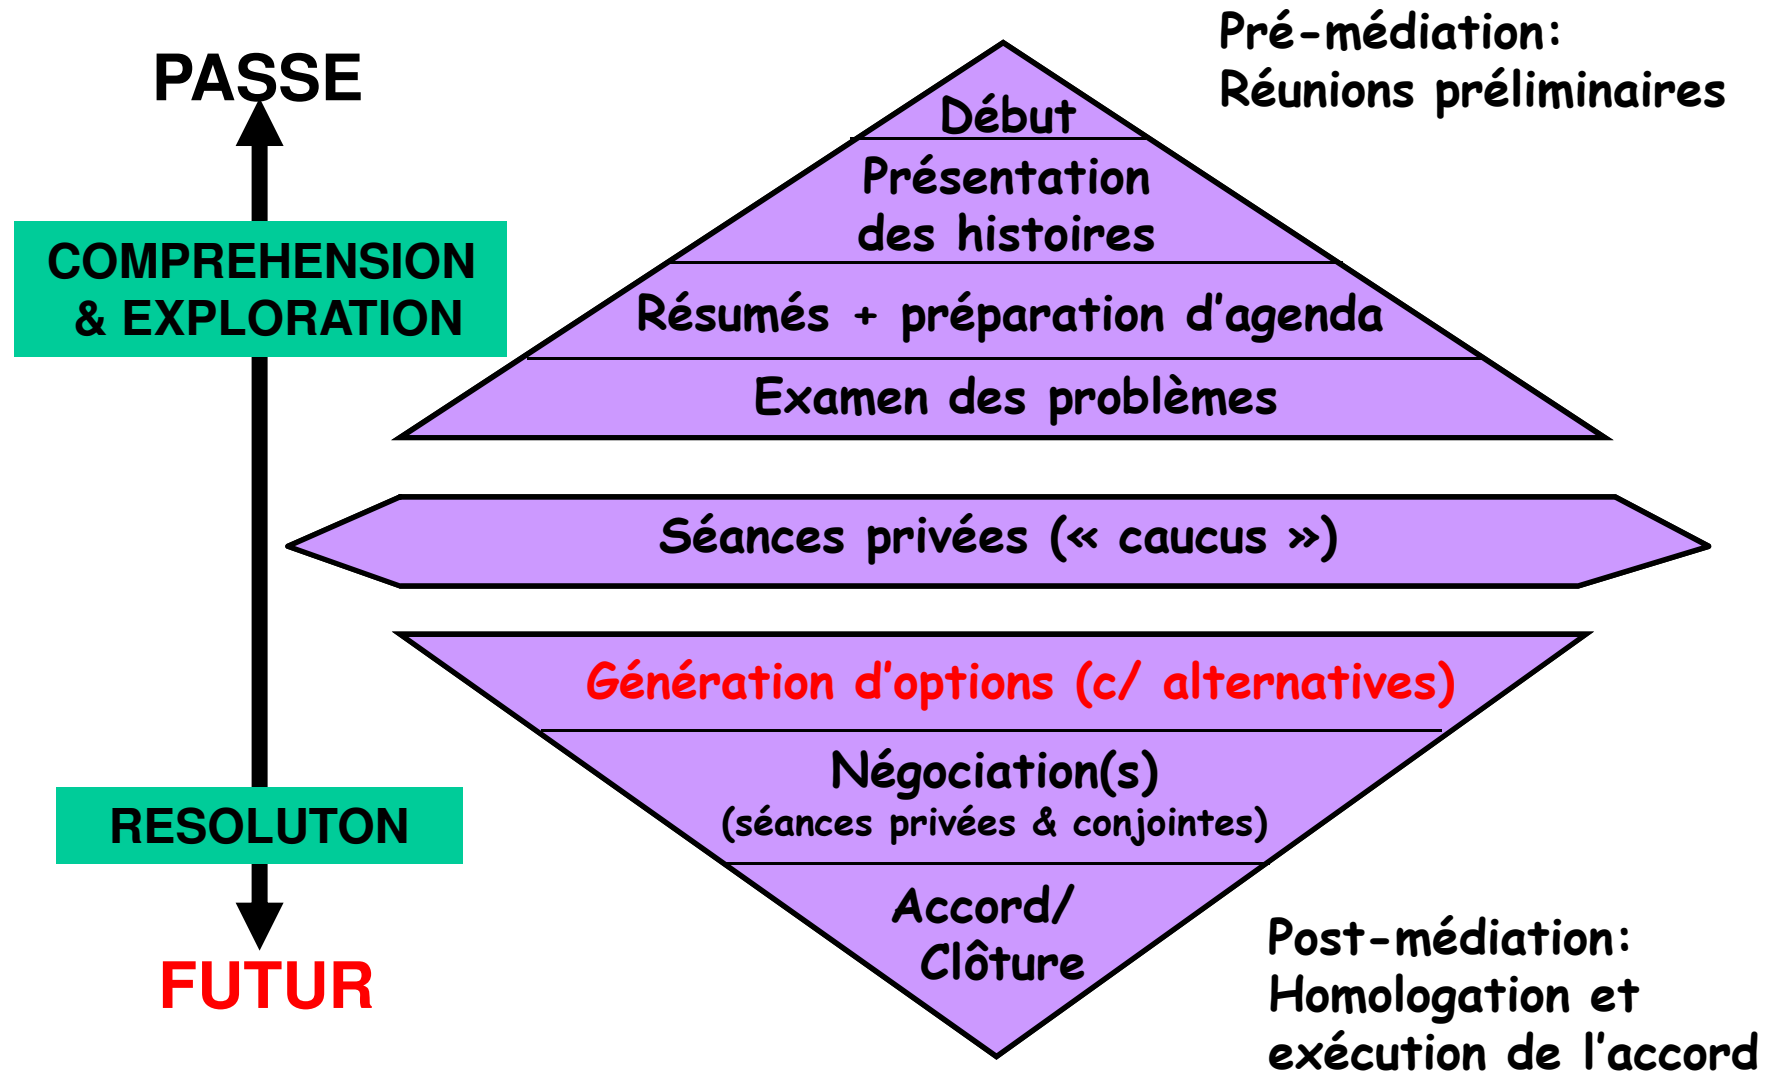 Pré-médiation:
Réunions préliminaires
PASSE
COMPREHENSION
& EXPLORATION
Début
Présentation
des histoires
Résumés + préparation d'agenda
Examen des problèmes
Séances privées (« caucus »)
Génération d'options (c/ alternatives)
Négociation(s)
(séances privées & conjointes)
RESOLUTON
Accord/
Clôture
FUTUR
Post-médiation:
Homologation et
exécution de l'accord